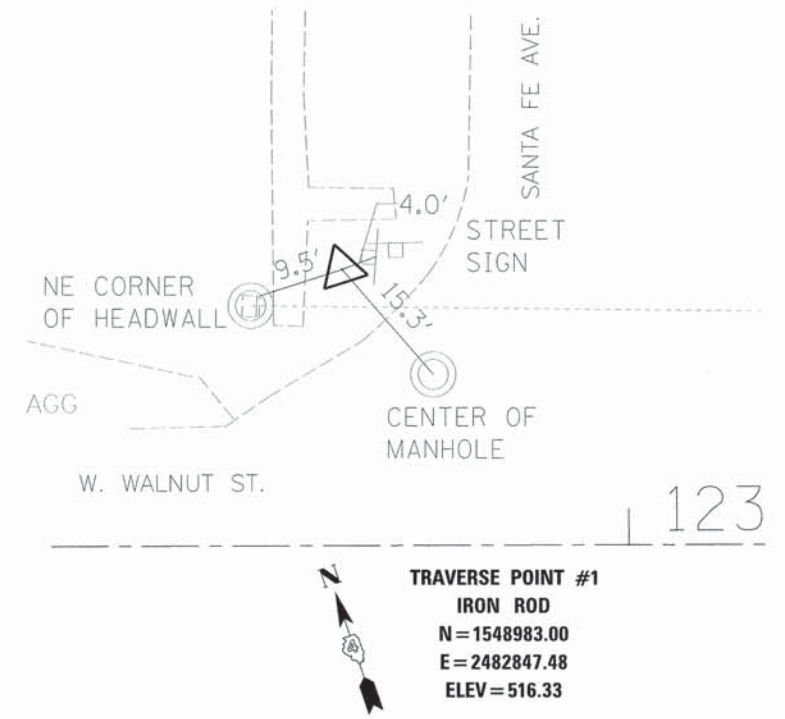 SANTA FE AVE.
4.0'
STREET
SIGN
9.5'
15.3'
NE CORNER
OF HEADWALL
AGG
CENTER OF
MANHOLE
W. WALNUT ST.
123
N
4
TRAVERSE POINT #1
IRON ROD
N=1548983.00
E=2482847.48
ELEV=516.33